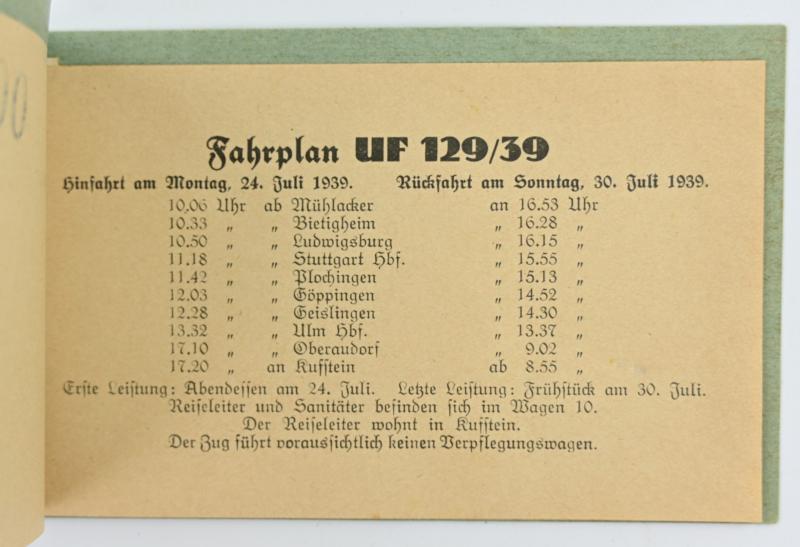 Fahrplan UF 129/39
Hinfahrt am Montag, 24. Juli 1939. Rückfahrt am Sonntag, 30. Juli 1939.
10.06 Uhr ab Mühlacker an 16.53 Uhr
10.33 „ „ Bietigheim „ 16.28 „
10.50 „ „ Ludwigsburg „ 16.15 „
11.18 „ „ Stuttgart Hbf. „ 15.55 „
11.42 „ „ Plochingen „ 15.13 „
12.03 „ „ Göppingen „ 14.52 „
12.28 „ „ Geislingen „ 14.30 „
13.32 „ „ Ulm Hbf. „ 13.37 „
17.10 „ „ Oberaudorf „ 9.02 „
17.20 „ an Kufstein ab 8.55 „
Erste Leistung: Abendessen am 24. Juli. Letzte Leistung: Frühstück am 30. Juli.
Reiseleiter und Sanitäter befinden sich im Wagen 10.
Der Reiseleiter wohnt in Kufstein.
Der Zug führt voraussichtlich keinen Verpflegungswagen.